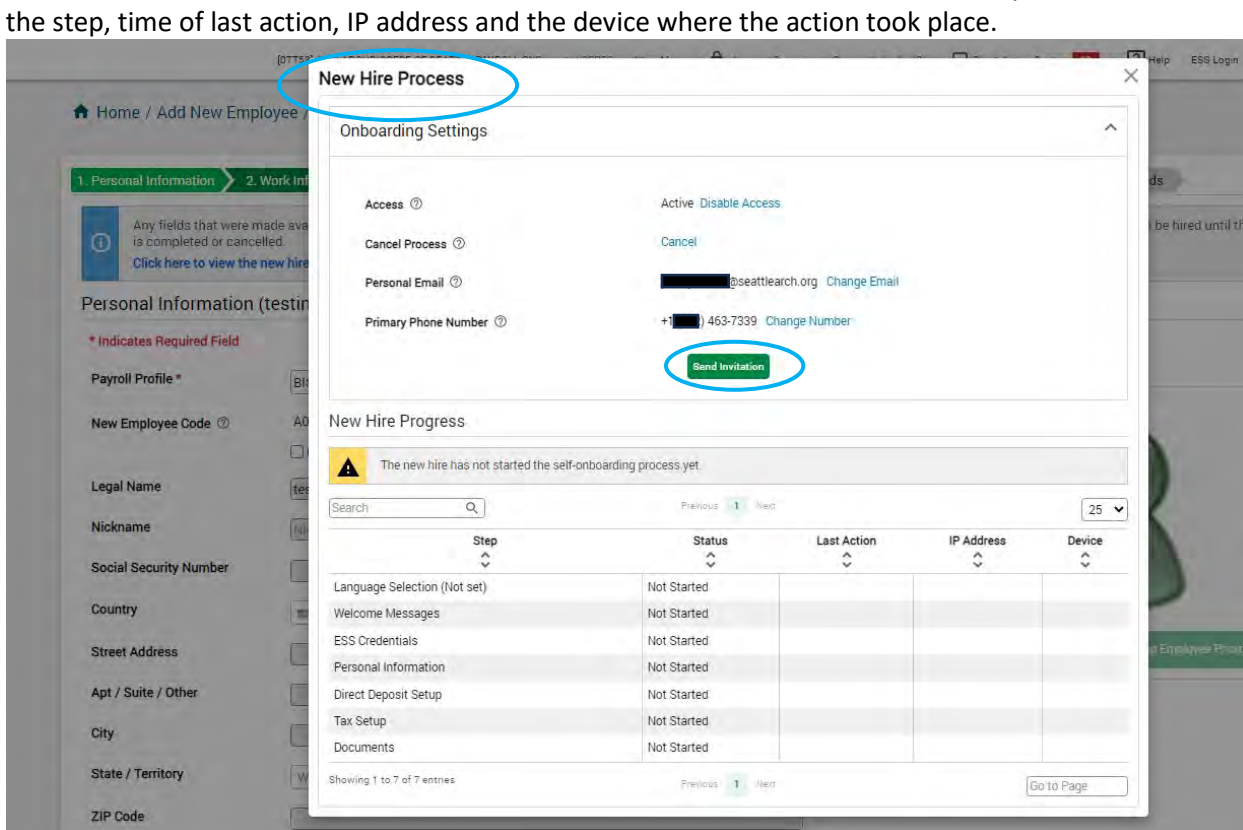 the step, time of last action, IP address and the device where the action took place.
Help ESS Login
New Hire Process
Home / Add New Employee /
Onboarding Settings
1. Personal Information 2. Work Inf
ds
Access
Active Disable Access
Any fields that were made ava
be hired until th
is completed or cancelled.
Click here to view the new hire
Cancel Process
Cancel
Personal Email
@seattlearch.org Change Email
Personal Information (testin
Primary Phone Number
+1 ) 463-7339 Change Number
* Indicates Required Field
Send Invitation
Payroll Profile *
BIS
New Employee Code
A0
New Hire Progress
The new hire has not started the self-onboarding process yet.
Legal Name
tes
Search
Previous 1 Next
25
Nickname
Step Status Last Action IP Address Device
Social Security Number
Language Selection (Not set) Not Started
Country
Welcome Messages Not Started
ESS Credentials Not Started
Street Address
Personal Information Not Started
Apt / Suite / Other
Direct Deposit Setup Not Started
Tax Setup Not Started
City
Documents Not Started
State / Territory
W
Showing 1 to 7 of 7 entries
Previous 1 Next
Go to Page
ZIP Code